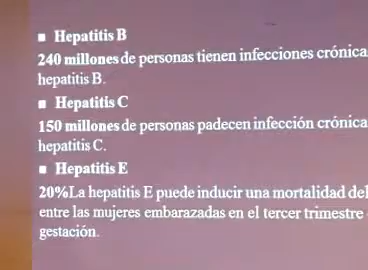 ▪ Hepatitis B
240 millones de personas tienen infecciones crónica
hepatitis B.
▪ Hepatitis C
150 millones de personas padecen infección crónica
hepatitis C.
▪ Hepatitis E
20%La hepatitis E puede inducir una mortalidad del
entre las mujeres embarazadas en el tercer trimestre
gestación.